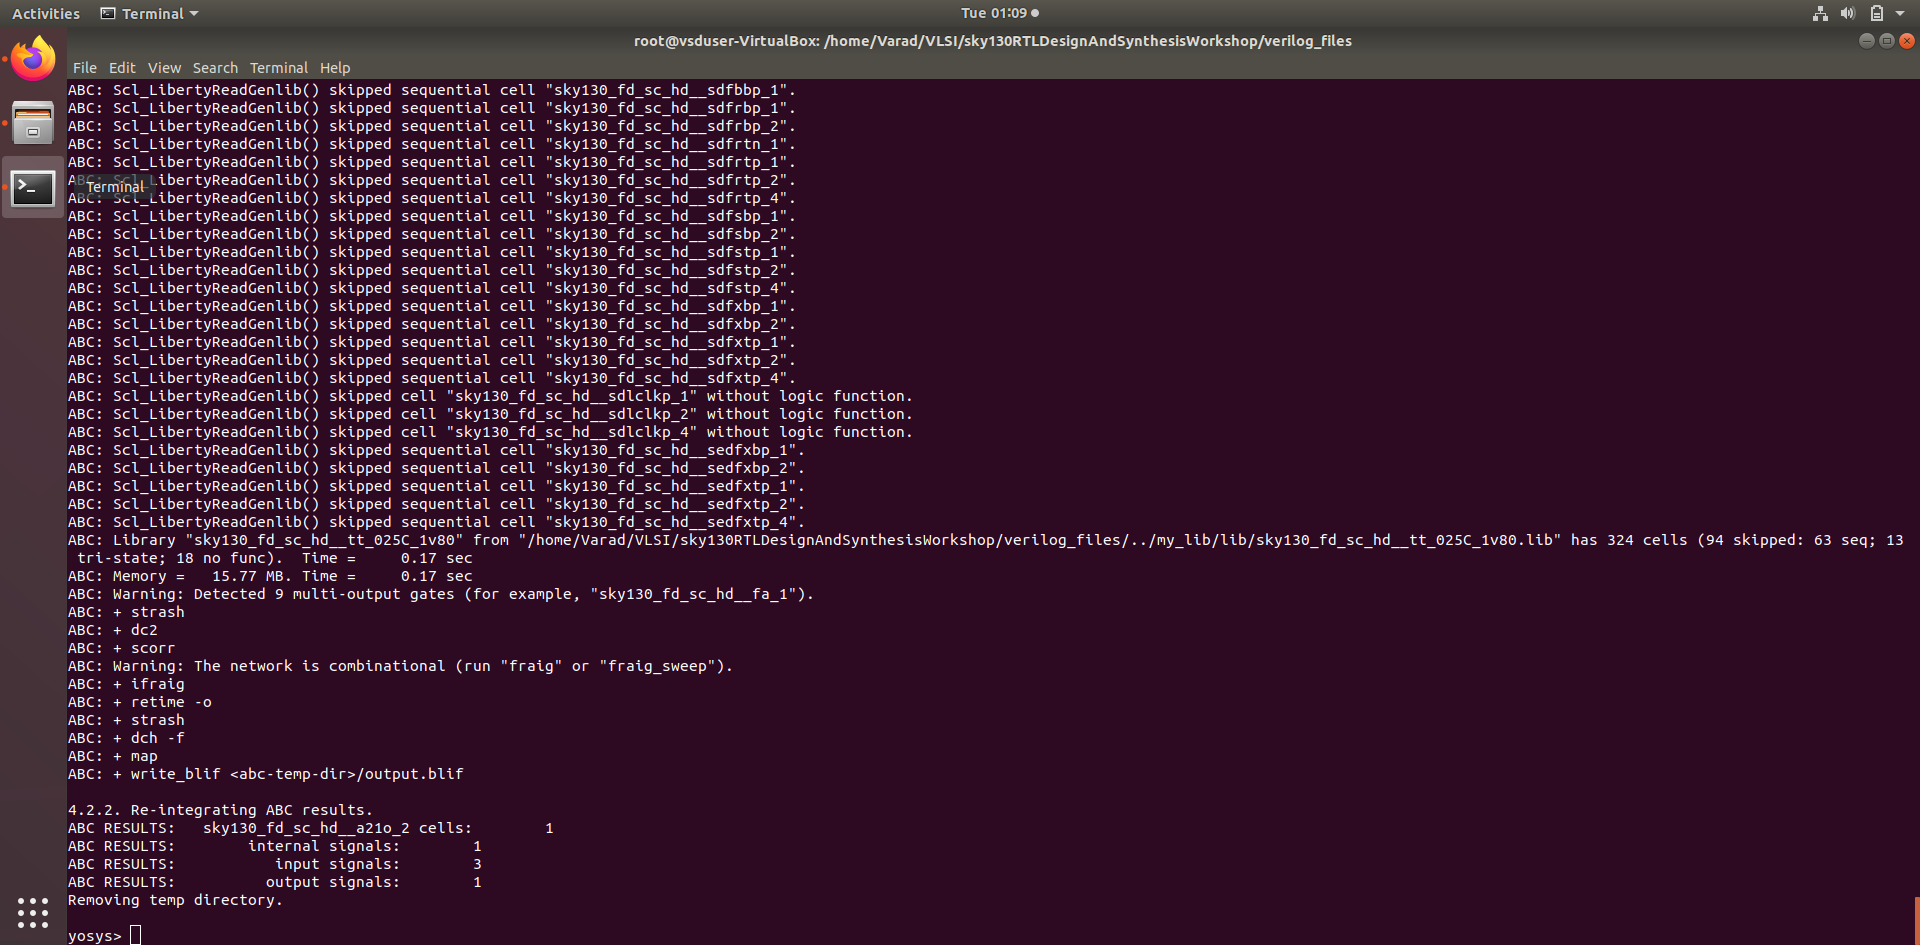 Activities Terminal Tue 01:09
root@vsduser-VirtualBox: /home/Varad/VLSI/sky130RTLDesignAndSynthesisWorkshop/verilog_files
File Edit View Search Terminal Help
ABC: Scl_LibertyReadGenlib() skipped sequential cell "sky130_fd_sc_hd__sdfbbp_1".
ABC: Scl_LibertyReadGenlib() skipped sequential cell "sky130_fd_sc_hd__sdfrbp_1".
ABC: Scl_LibertyReadGenlib() skipped sequential cell "sky130_fd_sc_hd__sdfrbp_2".
ABC: Scl_LibertyReadGenlib() skipped sequential cell "sky130_fd_sc_hd__sdfrtn_1".
ABC: Scl_LibertyReadGenlib() skipped sequential cell "sky130_fd_sc_hd__sdfrtp_1".
ABC: Scl_LibertyReadGenlib() skipped sequential cell "sky130_fd_sc_hd__sdfrtp_2".
Terminal
ABC: Scl_LibertyReadGenlib() skipped sequential cell "sky130_fd_sc_hd__sdfrtp_4".
ABC: Scl_LibertyReadGenlib() skipped sequential cell "sky130_fd_sc_hd__sdfsbp_1".
ABC: Scl_LibertyReadGenlib() skipped sequential cell "sky130_fd_sc_hd__sdfsbp_2".
ABC: Scl_LibertyReadGenlib() skipped sequential cell "sky130_fd_sc_hd__sdfstp_1".
ABC: Scl_LibertyReadGenlib() skipped sequential cell "sky130_fd_sc_hd__sdfstp_2".
ABC: Scl_LibertyReadGenlib() skipped sequential cell "sky130_fd_sc_hd__sdfstp_4".
ABC: Scl_LibertyReadGenlib() skipped sequential cell "sky130_fd_sc_hd__sdfxbp_1".
ABC: Scl_LibertyReadGenlib() skipped sequential cell "sky130_fd_sc_hd__sdfxbp_2".
ABC: Scl_LibertyReadGenlib() skipped sequential cell "sky130_fd_sc_hd__sdfxtp_1".
ABC: Scl_LibertyReadGenlib() skipped sequential cell "sky130_fd_sc_hd__sdfxtp_2".
ABC: Scl_LibertyReadGenlib() skipped sequential cell "sky130_fd_sc_hd__sdfxtp_4".
ABC: Scl_LibertyReadGenlib() skipped cell "sky130_fd_sc_hd__sdlclkp_1" without logic function.
ABC: Scl_LibertyReadGenlib() skipped cell "sky130_fd_sc_hd__sdlclkp_2" without logic function.
ABC: Scl_LibertyReadGenlib() skipped cell "sky130_fd_sc_hd__sdlclkp_4" without logic function.
ABC: Scl_LibertyReadGenlib() skipped sequential cell "sky130_fd_sc_hd__sedfxbp_1".
ABC: Scl_LibertyReadGenlib() skipped sequential cell "sky130_fd_sc_hd__sedfxbp_2".
ABC: Scl_LibertyReadGenlib() skipped sequential cell "sky130_fd_sc_hd__sedfxtp_1".
ABC: Scl_LibertyReadGenlib() skipped sequential cell "sky130_fd_sc_hd__sedfxtp_2".
ABC: Scl_LibertyReadGenlib() skipped sequential cell "sky130_fd_sc_hd__sedfxtp_4".
ABC: Library "sky130_fd_sc_hd__tt_025C_1v80" from "/home/Varad/VLSI/sky130RTLDesignAndSynthesisWorkshop/verilog_files/../my_lib/lib/sky130_fd_sc_hd__tt_025C_1v80.lib" has 324 cells (94 skipped: 63 seq; 13
 tri-state; 18 no func).  Time =     0.17 sec
ABC: Memory =   15.77 MB. Time =     0.17 sec
ABC: Warning: Detected 9 multi-output gates (for example, "sky130_fd_sc_hd__fa_1").
ABC: + strash
ABC: + dc2
ABC: + scorr
ABC: Warning: The network is combinational (run "fraig" or "fraig_sweep").
ABC: + ifraig
ABC: + retime -o
ABC: + strash
ABC: + dch -f
ABC: + map
ABC: + write_blif <abc-temp-dir>/output.blif
4.2.2. Re-integrating ABC results.
ABC RESULTS:   sky130_fd_sc_hd__a21o_2 cells:        1
ABC RESULTS:        internal signals:        1
ABC RESULTS:           input signals:        3
ABC RESULTS:          output signals:        1
Removing temp directory.
yosys>